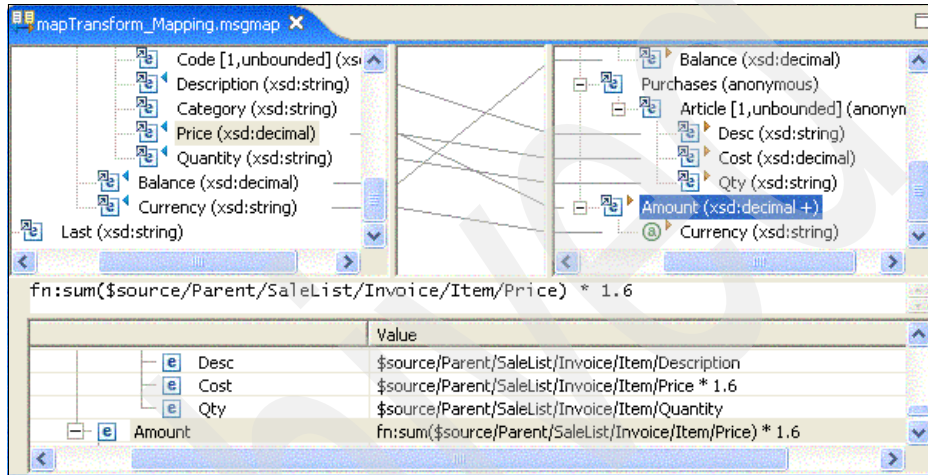 mapTransform_Mapping.msgmap
Code [1,unbounded] (xs
Description (xsd:string)
Category (xsd:string)
Price (xsd:decimal)
Quantity (xsd:string)
Balance (xsd:decimal)
Currency (xsd:string)
Last (xsd:string)
Balance (xsd:decimal)
Purchases (anonymous)
Article [1,unbounded] (anonyn
Desc (xsd:string)
Cost (xsd:decimal)
Qty (xsd:string)
Amount (xsd:decimal +)
Currency (xsd:string)
fn:sum($source/Parent/SaleList/Invoice/Item/Price) * 1.6
Value
Desc $source/Parent/SaleList/Invoice/Item/Description
Cost $source/Parent/SaleList/Invoice/Item/Price * 1.6
Qty $source/Parent/SaleList/Invoice/Item/Quantity
Amount fn:sum($source/Parent/SaleList/Invoice/Item/Price) * 1.6